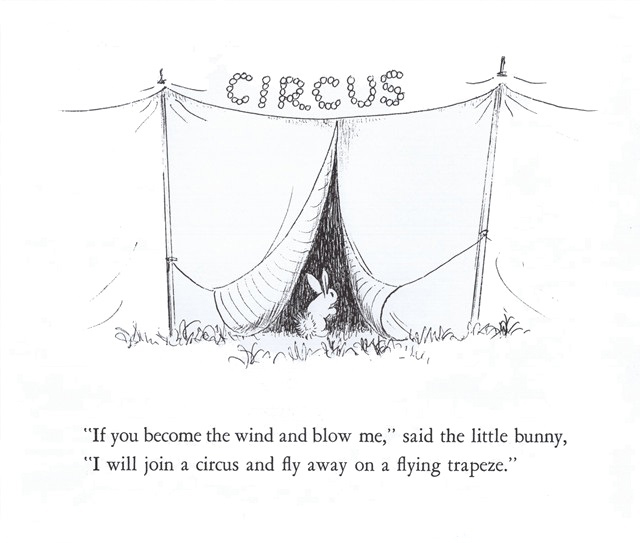 CIRCUS
“If you become the wind and blow me,” said the little bunny,
“I will join a circus and fly away on a flying trapeze.”